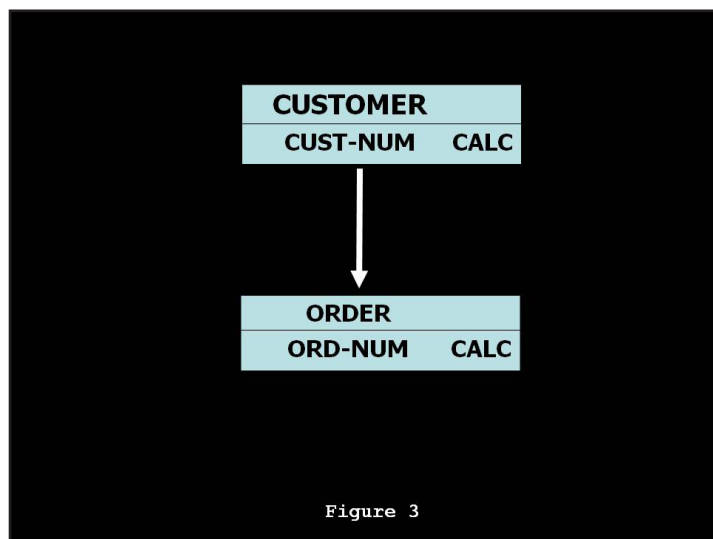 CUSTOMER
CUST-NUM CALC
ORDER
ORD-NUM CALC
Figure 3